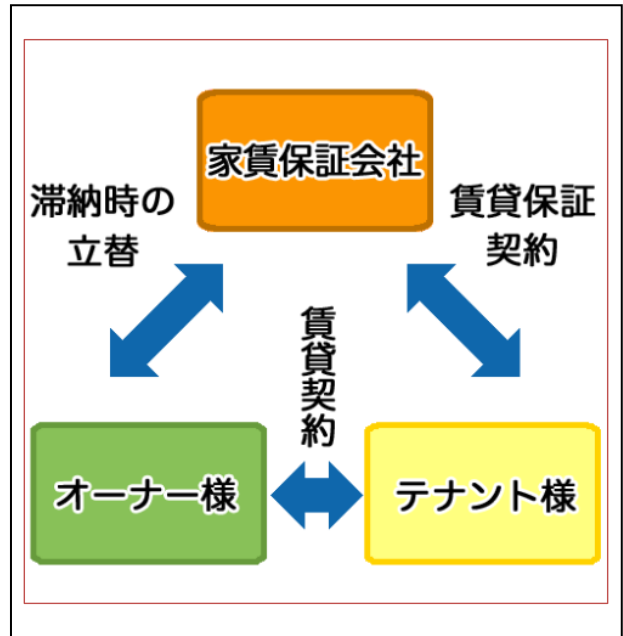 家賃保証会社
滞納時の
立替
賃貸保証
契約
賃貸契約
オーナー様
テナント様